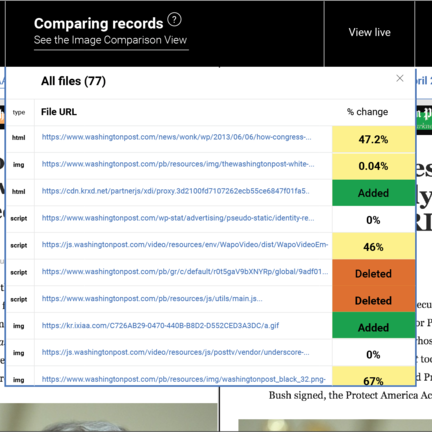 Comparing records ?
View live
See the Image Comparison View
All files (77)
type File URL % change
html https://www.washingtonpost.com/news/wonk/wp/2013/06/06/how-congress-... 47.2%
img https://www.washingtonpost.com/pb/resources/img/thewashingtonpost-white-... 0.04%
html https://cdn.krxd.net/partnerjs/xdi/proxy.3d2100fd7107262ecb55ce6847f01fa5.. Added
script https://www.washingtonpost.com/wp-stat/advertising/pseudo-static/identity-re... 0%
script https://js.washingtonpost.com/video/resources/env/WapoVideo/dist/WapoVideoEm- 46%
script https://www.washingtonpost.com/pb/gr/c/default/r0tSgaV9bXNYRp/global/9adf01... Deleted
script https://www.washingtonpost.com/pb/resources/js/utils/main.js... Deleted
img https://kr.ixiaa.com/C726AB29-0470-440B-B8D2-D552CED3A3DC/a.gif Added
img https://js.washingtonpost.com/video/resources/js/posttv/vendor/underscore-... 0%
img https://www.washingtonpost.com/pb/resources/img/washingtonpost_black_32.png- 67%
Bush signed, the Protect America Ac